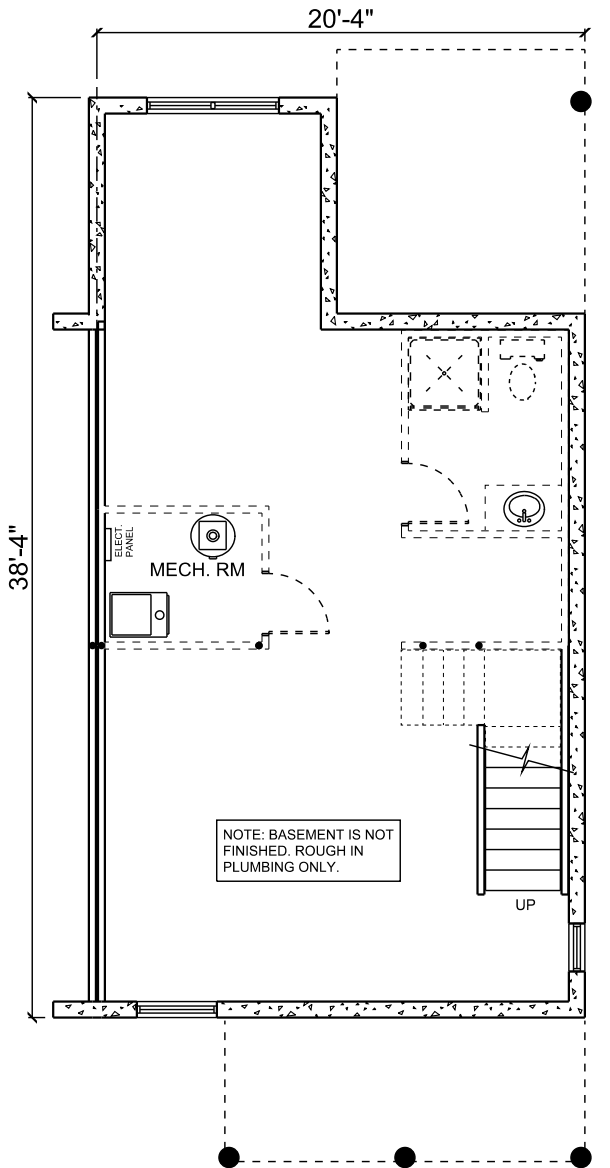 20'-4"
38'-4"
ELECT.
PANEL
MECH. RM
NOTE: BASEMENT IS NOT
FINISHED. ROUGH IN
PLUMBING ONLY.
UP